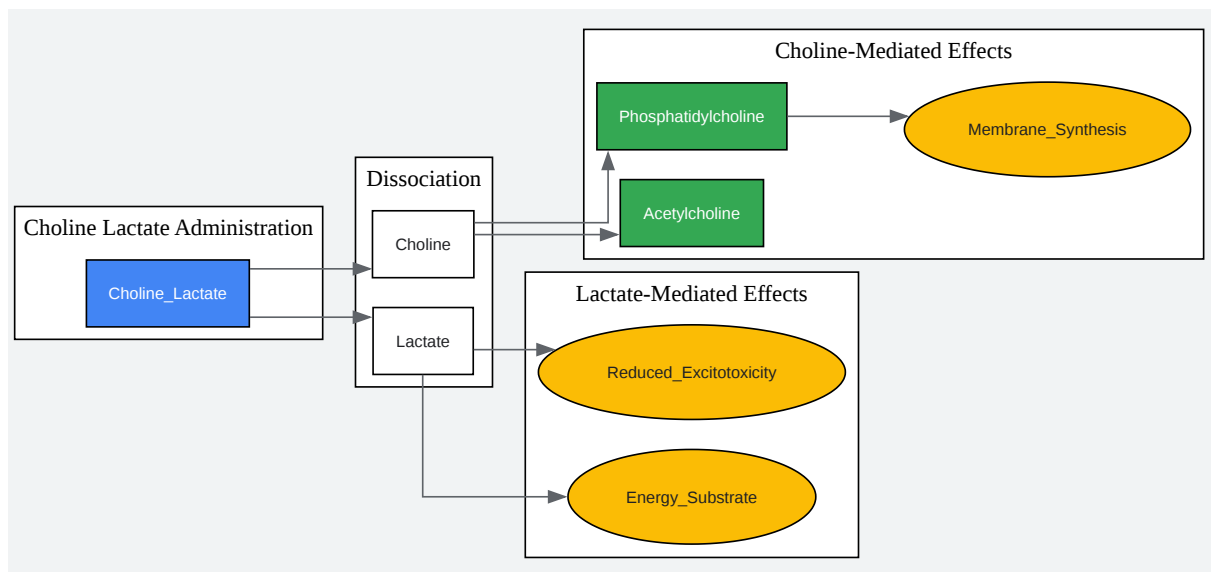 Choline Lactate Administration
Choline_Lactate
Dissociation
Choline
Lactate
Choline-Mediated Effects
Phosphatidylcholine
Membrane_Synthesis
Acetylcholine
Lactate-Mediated Effects
Reduced_Excitotoxicity
Energy_Substrate